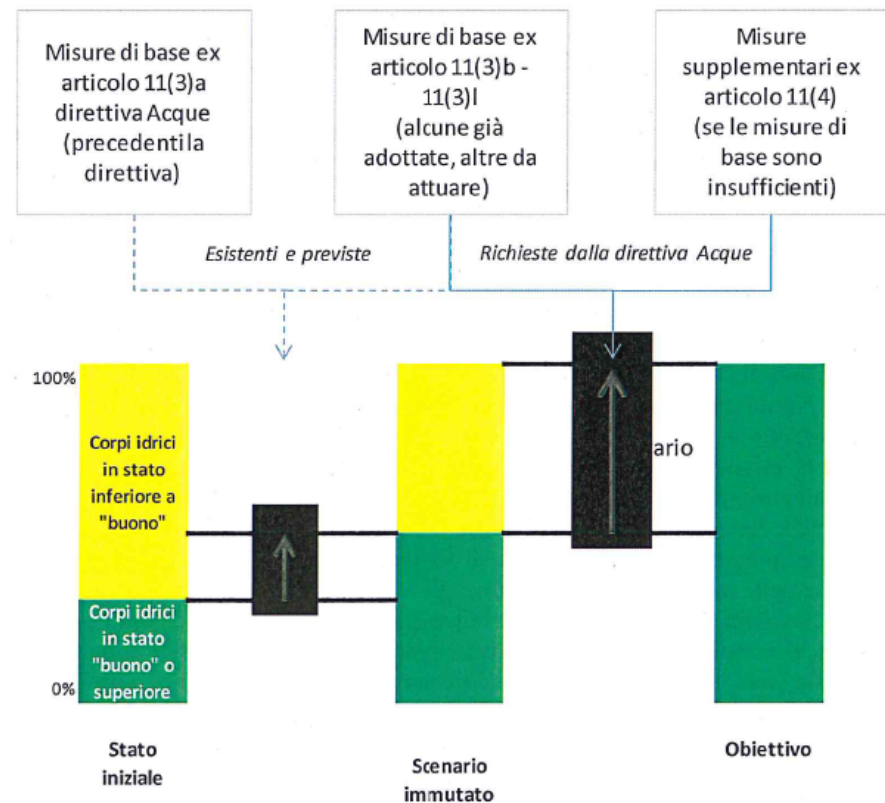 Misure di base ex
articolo 11(3)a
direttiva Acque
(precedenti la
direttiva)
Misure di base ex
articolo 11(3)b -
11(3)l
(alcune già
adottate, altre da
attuare)
Misure
supplementari ex
articolo 11(4)
(se le misure di
base sono
insufficienti)
Esistenti e previste
Richieste dalla direttiva Acque
100%
Corpi idrici
in stato
inferiore a
"buono"
ario
Corpi idrici
in stato
"buono" o
superiore
0%
Stato
iniziale
Scenario
immutato
Obiettivo